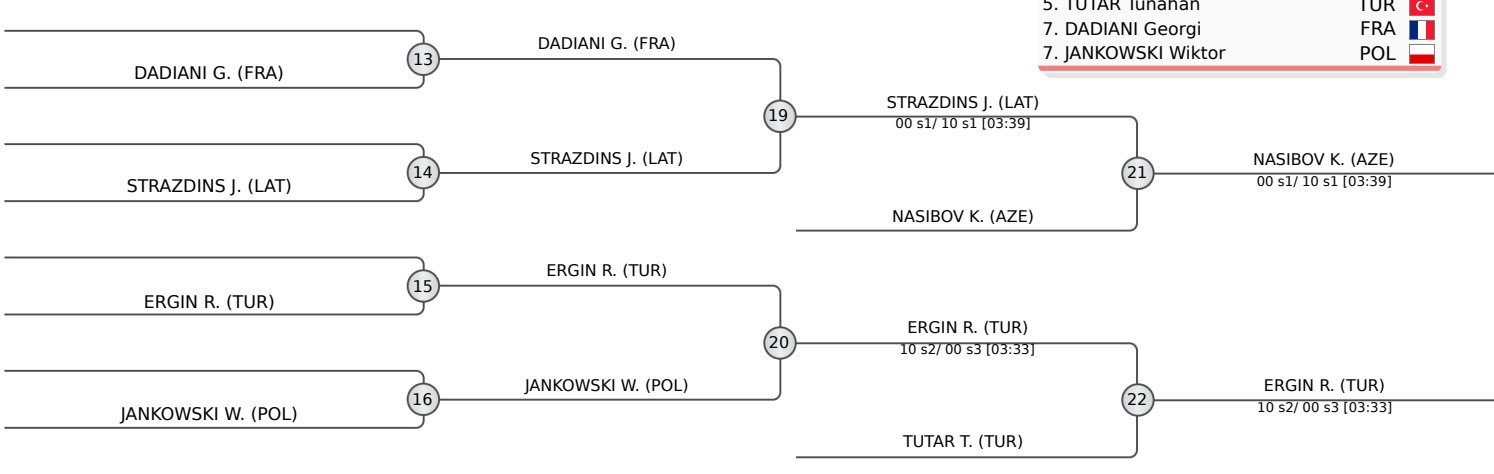 5. TUTAR Tunahan TUR
7. DADIANI Georgi FRA
7. JANKOWSKI Wiktor POL
DADIANI G. (FRA)
13
DADIANI G. (FRA)
STRAZDINS J. (LAT)
00 s1/ 10 s1 [03:39]
19
STRAZDINS J. (LAT)
14
STRAZDINS J. (LAT)
NASIBOV K. (AZE)
00 s1/ 10 s1 [03:39]
21
NASIBOV K. (AZE)
ERGIN R. (TUR)
15
ERGIN R. (TUR)
ERGIN R. (TUR)
10 s2/ 00 s3 [03:33]
20
JANKOWSKI W. (POL)
16
JANKOWSKI W. (POL)
ERGIN R. (TUR)
10 s2/ 00 s3 [03:33]
22
TUTAR T. (TUR)